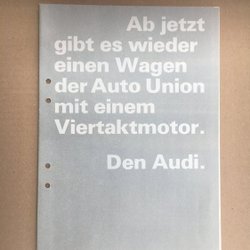 Ab jetzt
gibt es wieder
einen Wagen
der Auto Union
mit einem
Viertaktmotor.
Den Audi.